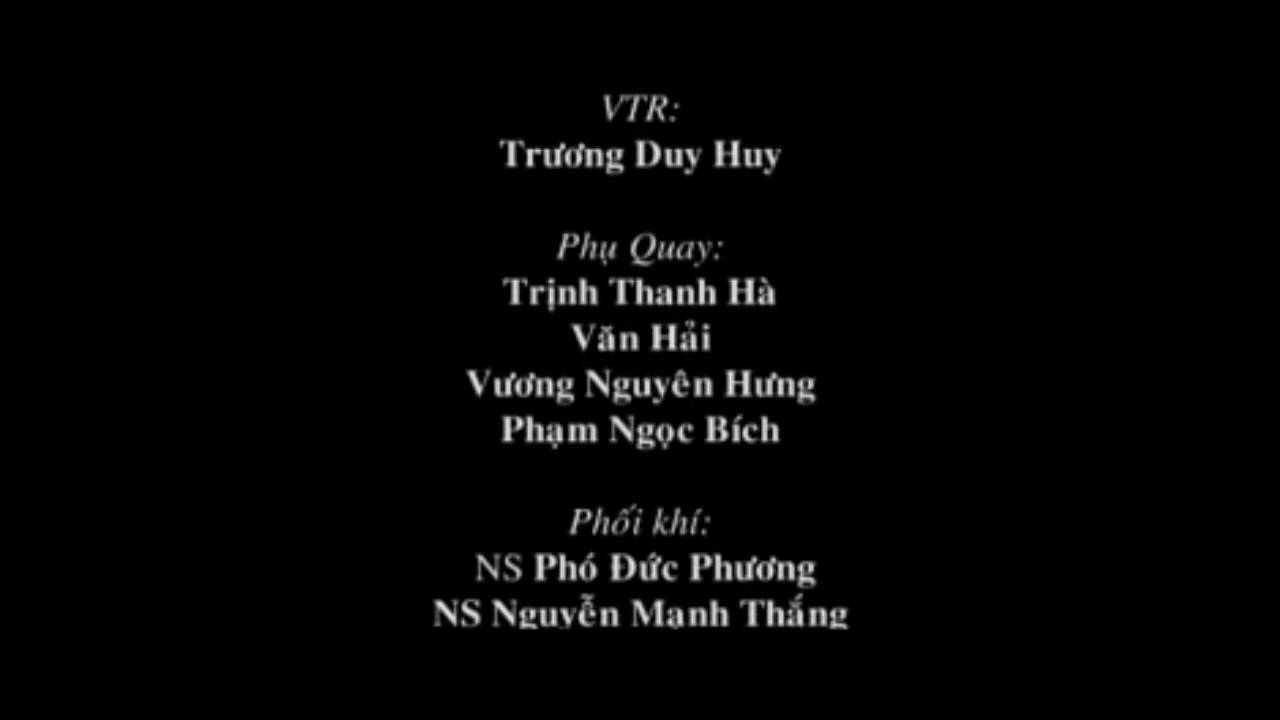 VTR:
Trương Duy Huy
Phụ Quay:
Trịnh Thanh Hà
Văn Hải
Vương Nguyên Hưng
Phạm Ngọc Bích
Phối khí:
NS Phó Đức Phương
NS Nguyễn Mạnh Thắng